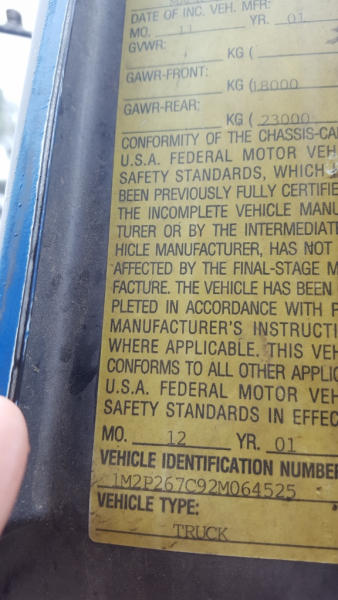 DATE OF INC. VEH. MFR:
MO. 11 YR. 01
GVWR:
KG (
GAWR-FRONT:
KG (18000
GAWR-REAR:
KG ( 23000
CONFORMITY OF THE CHASSIS-CA
U.S.A. FEDERAL MOTOR VEH
SAFETY STANDARDS, WHICH
BEEN PREVIOUSLY FULLY CERTIFIE
THE INCOMPLETE VEHICLE MANU
TURER OR BY THE INTERMEDIAT
HICLE MANUFACTURER, HAS NOT
AFFECTED BY THE FINAL-STAGE M
FACTURE. THE VEHICLE HAS BEEN
PLETED IN ACCORDANCE WITH P
MANUFACTURER'S INSTRUCTI
WHERE APPLICABLE. THIS VEH
CONFORMS TO ALL OTHER APPLIC
U.S.A. FEDERAL MOTOR VEH
SAFETY STANDARDS IN EFFEC
MO. 12 YR. 01
VEHICLE IDENTIFICATION NUMBER
1M2P267C92M064525
VEHICLE TYPE:
TRUCK